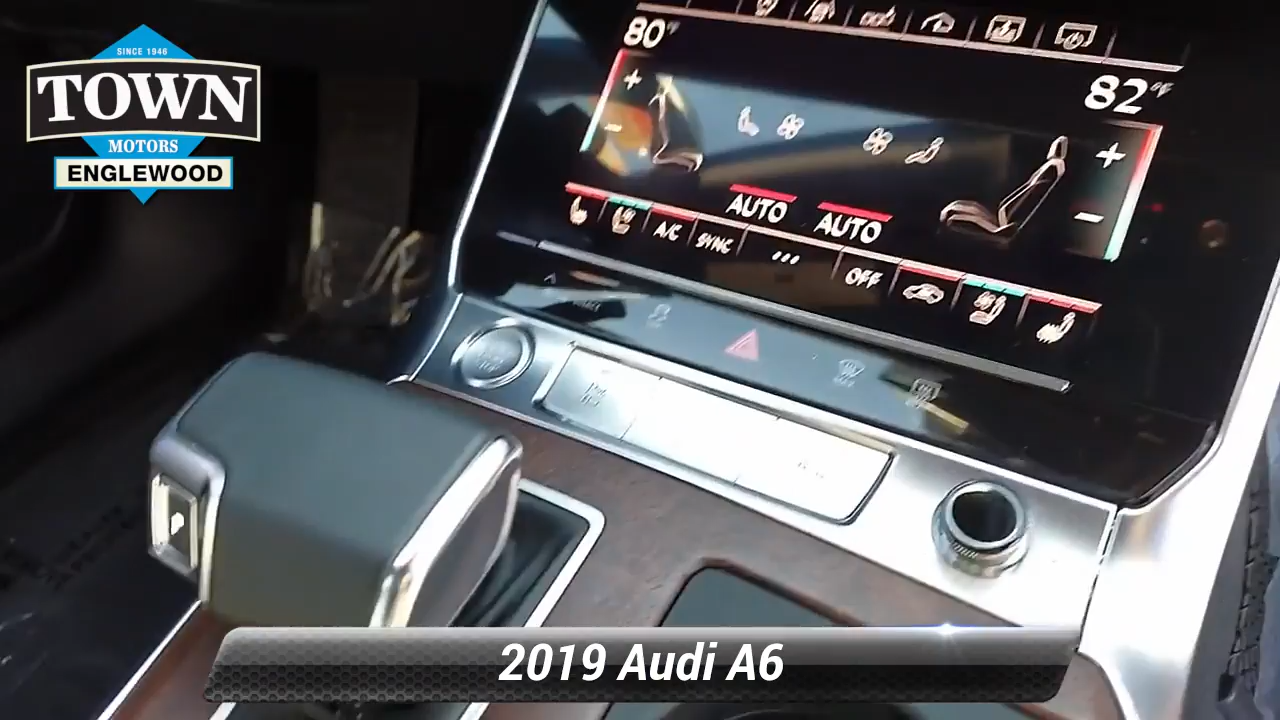 SINCE 1946
TOWN
MOTORS
ENGLEWOOD
80°F
82°F
AUTO AUTO
A/C SYNC ... OFF
2019 Audi A6